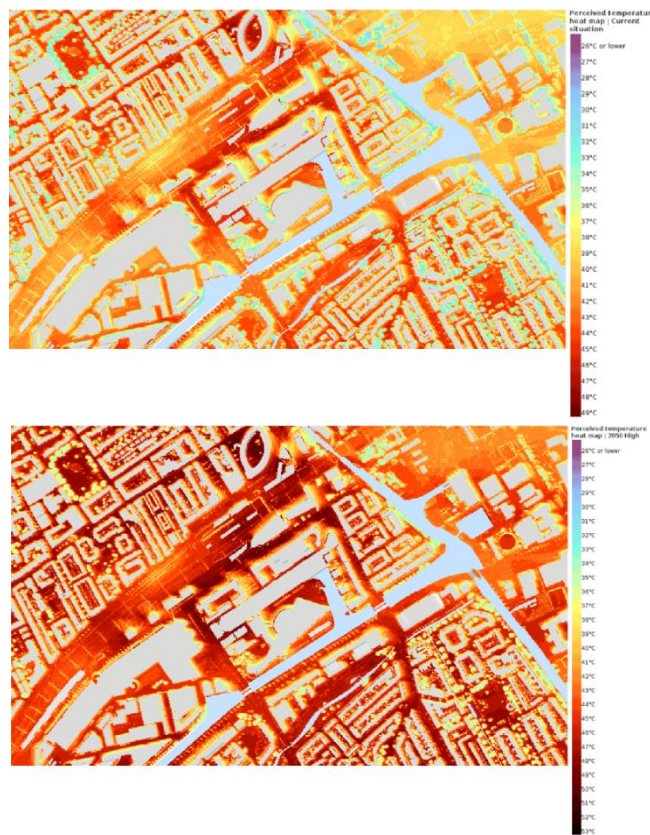 Perceived temperature
heat map | Current
situation
26°C or lower
27°C
28°C
29°C
30°C
31°C
32°C
33°C
34°C
35°C
36°C
37°C
38°C
39°C
40°C
41°C
42°C
43°C
44°C
45°C
46°C
47°C
48°C
49°C
Perceived temperature
heat map | 2050 High
26°C or lower
27°C
28°C
29°C
30°C
31°C
32°C
33°C
34°C
35°C
36°C
37°C
38°C
39°C
40°C
41°C
42°C
43°C
44°C
45°C
46°C
47°C
48°C
49°C
50°C
51°C
52°C
53°C